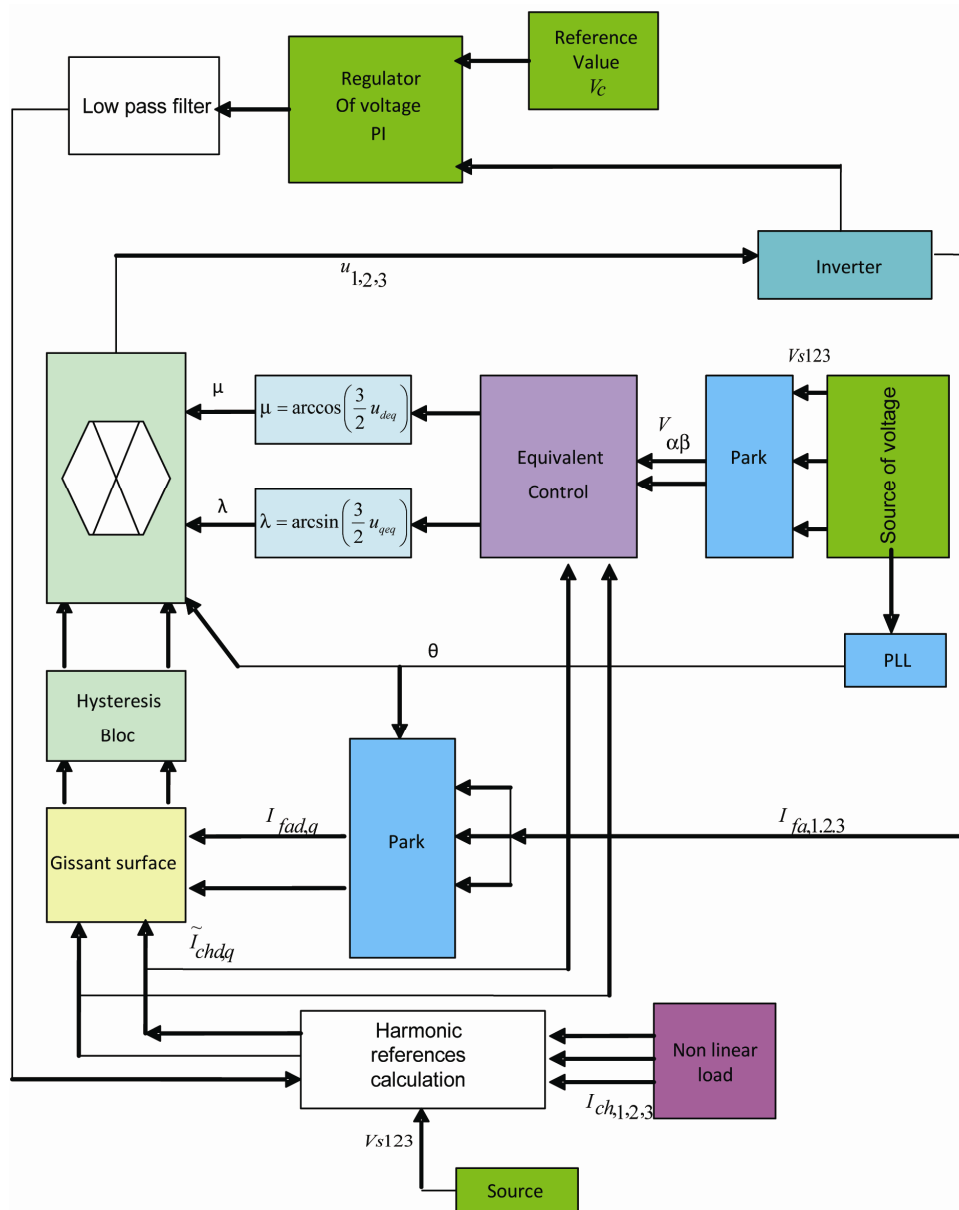 Reference
Value
Vc
Regulator
Of voltage
PI
Low pass filter
Inverter
u1,2,3
Vs123
μ
μ = arccos(3/2 udeq)
Equivalent
Control
Vαβ
Park
Source of voltage
λ
λ = arcsin(3/2 uqeq)
θ
PLL
Hysteresis
Bloc
Ifad,q
Park
Ifa,1.2.3
Gissant surface
Ĩchd,q
Harmonic
references
calculation
Non linear
load
Ich,1,2,3
Vs123
Source